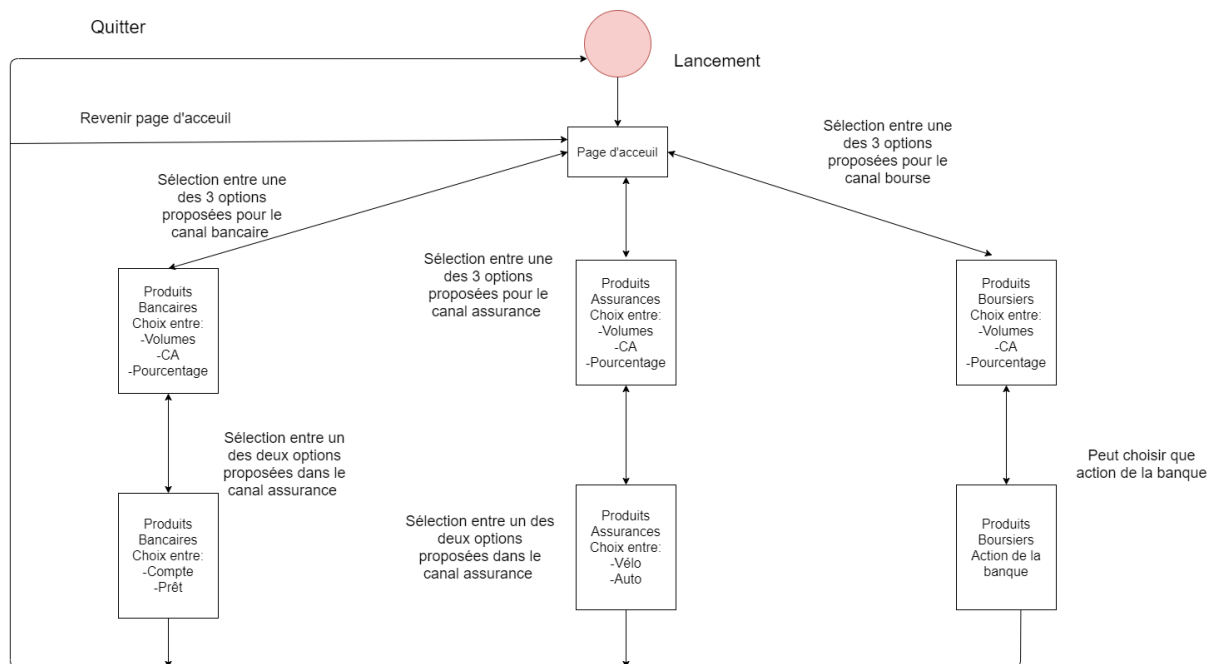 Quitter
Lancement
Revenir page d'acceuil
Page d'acceuil
Sélection entre une
des 3 options
proposées pour le
canal bourse
Sélection entre une
des 3 options
proposées pour le
canal bancaire
Sélection entre une
des 3 options
proposées pour le
canal assurance
Produits
Bancaires
Choix entre:
-Volumes
-CA
-Pourcentage
Produits
Assurances
Choix entre:
-Volumes
-CA
-Pourcentage
Produits
Boursiers
Choix entre:
-Volumes
-CA
-Pourcentage
Sélection entre un
des deux options
proposées dans le
canal assurance
Sélection entre un des
deux options
proposées dans le
canal assurance
Peut choisir que
action de la banque
Produits
Bancaires
Choix entre:
-Compte
-Prêt
Produits
Assurances
Choix entre:
-Vélo
-Auto
Produits
Boursiers
Action de la
banque